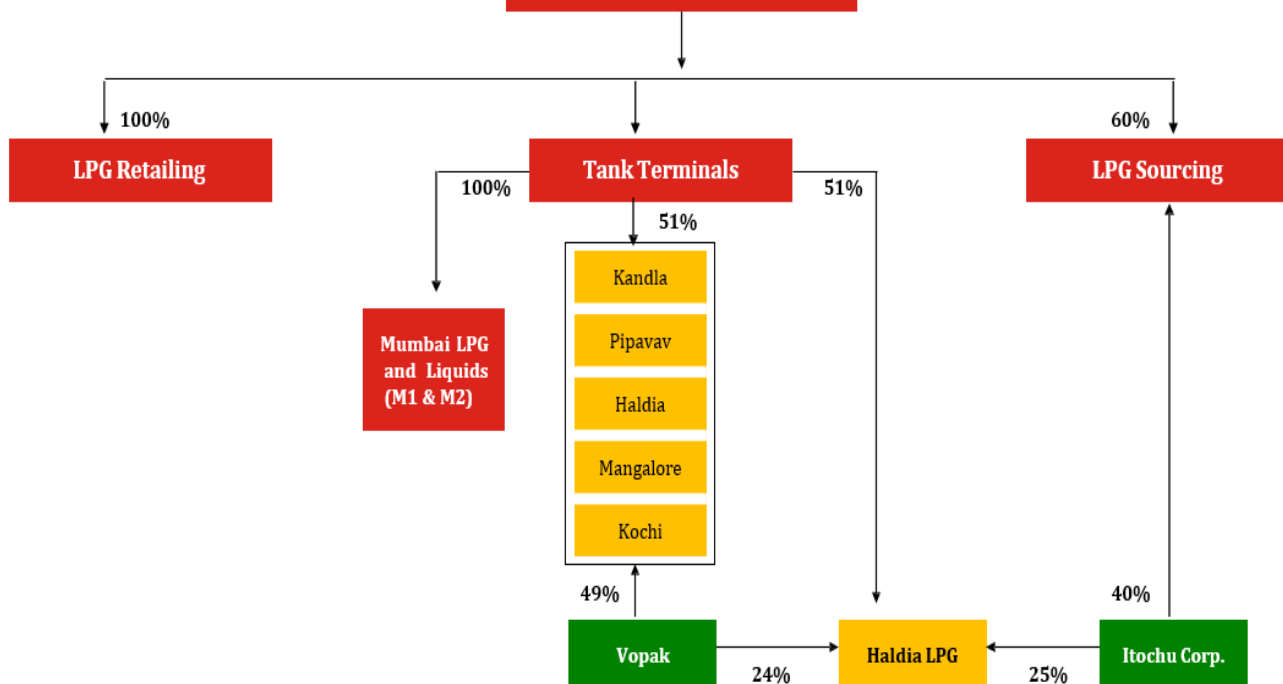 100%
60%
LPG Retailing
Tank Terminals
LPG Sourcing
100%
51%
51%
Kandla
Pipavav
Haldia
Mangalore
Kochi
Mumbai LPG
and Liquids
(M1 & M2)
49%
40%
Vopak
Haldia LPG
Itochu Corp.
24%
25%